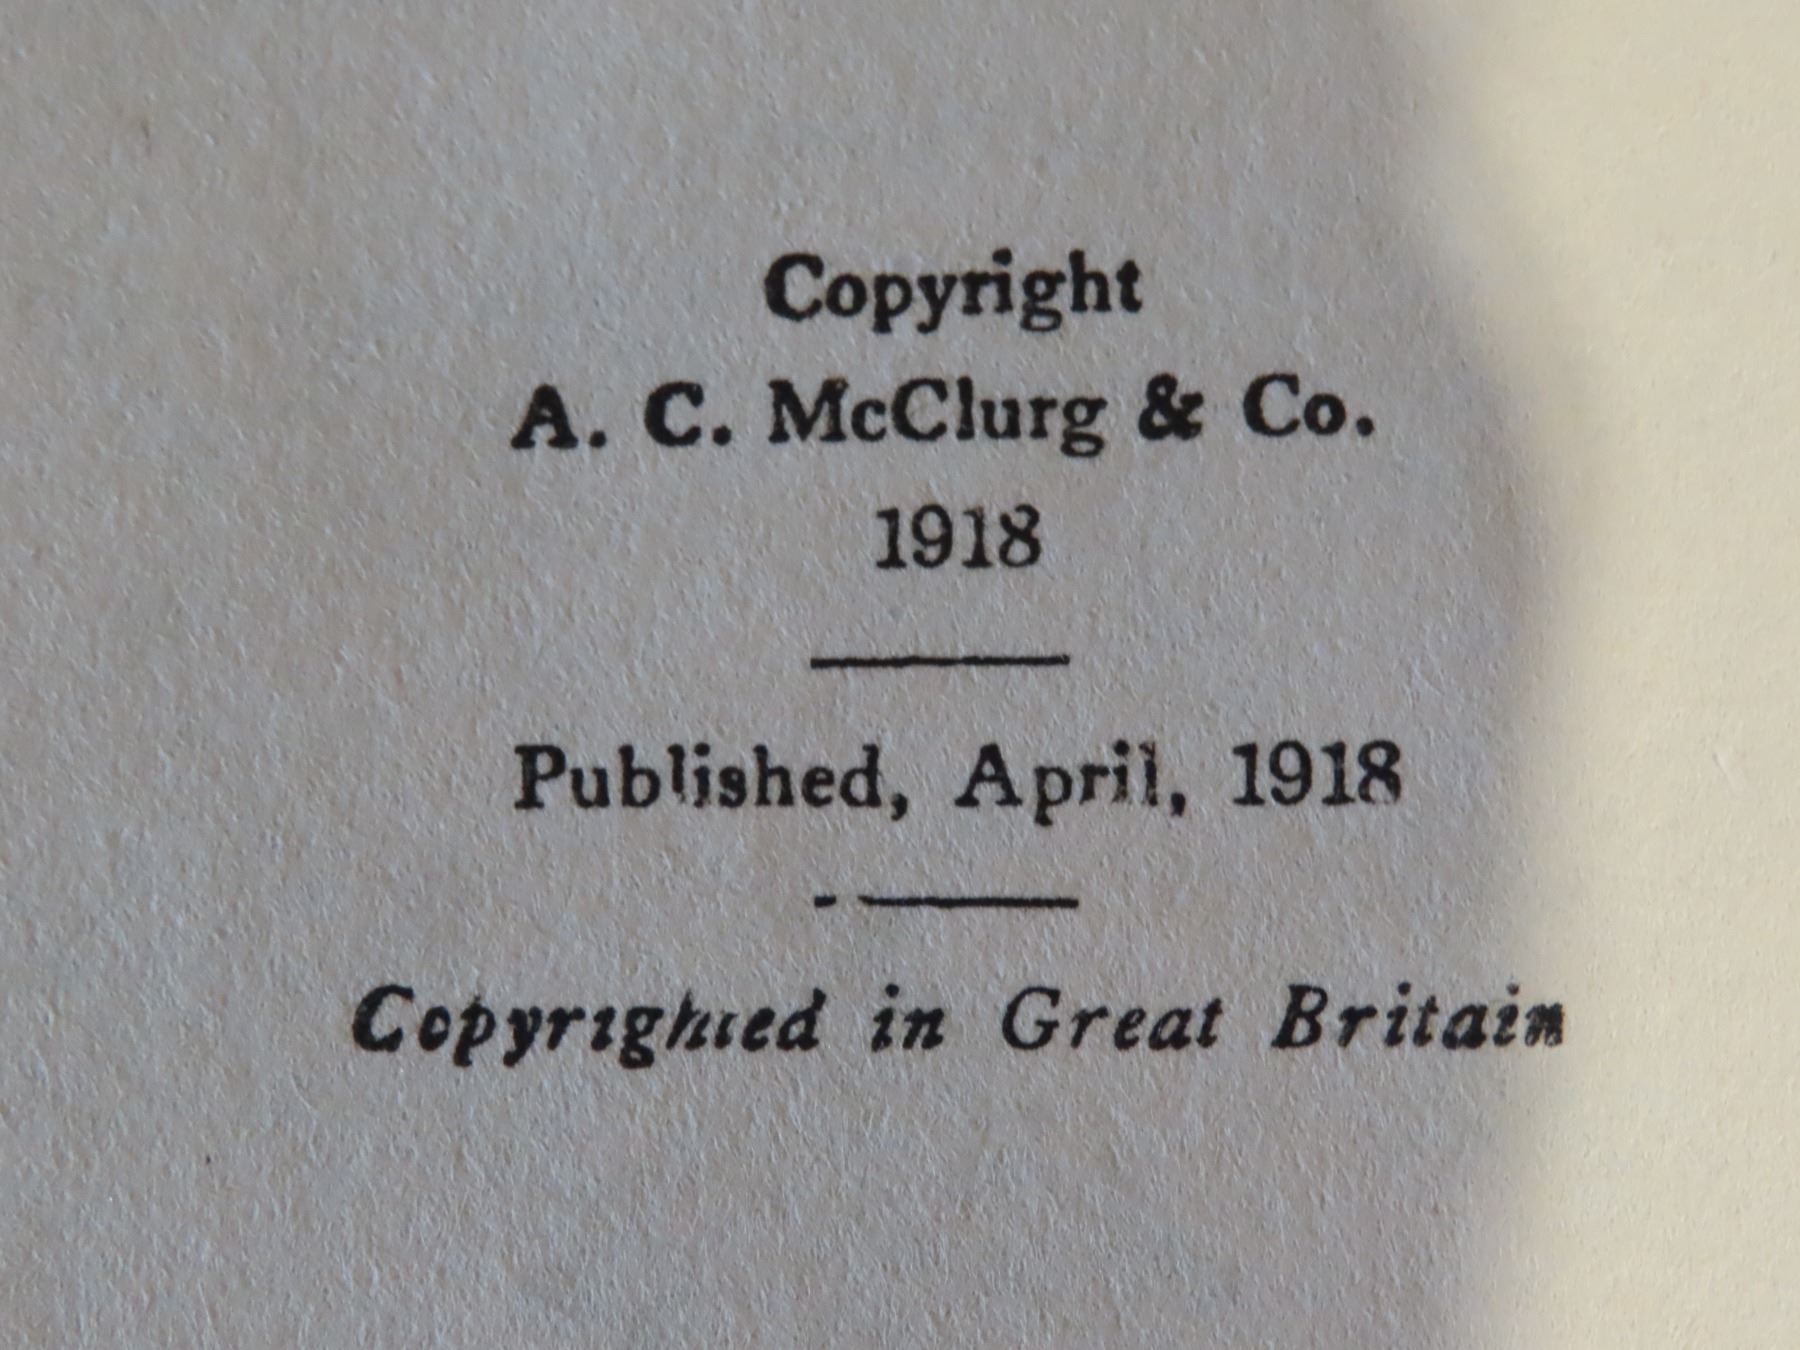 Copyright
A. C. McClurg & Co.
1918
Published, April, 1918
Copyrighted in Great Britain